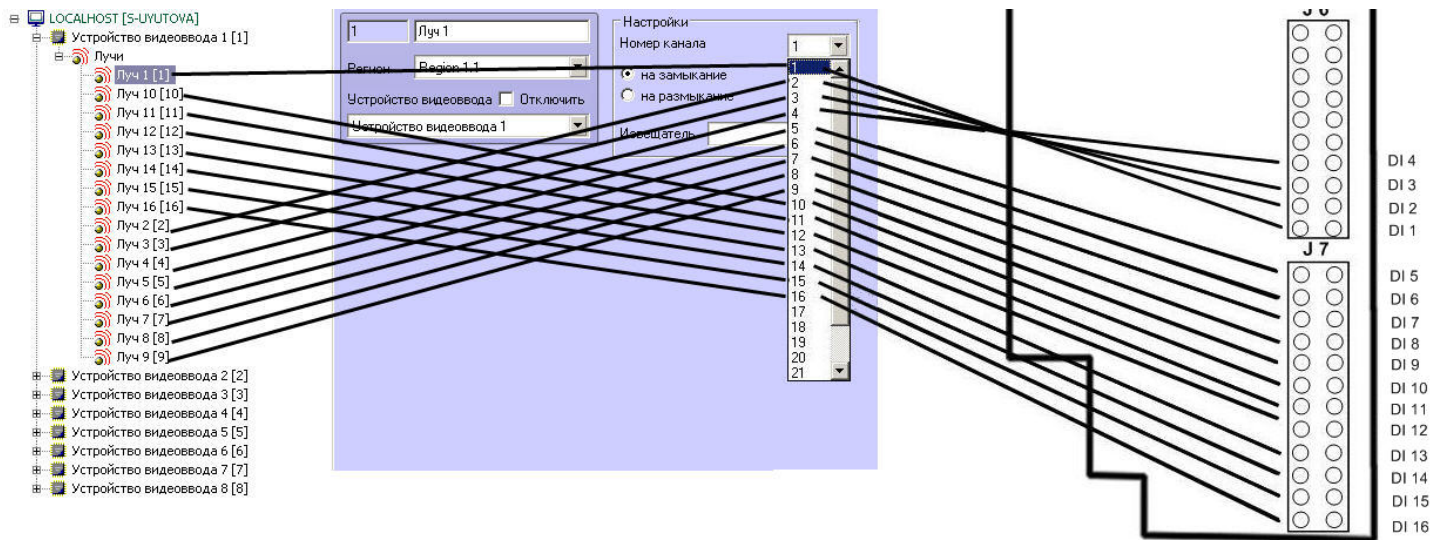 LOCALHOST [S-UYUTOVA]
Устройство видеоввода 1 [1]
Лучи
Луч 1 [1]
Луч 10 [10]
Луч 11 [11]
Луч 12 [12]
Луч 13 [13]
Луч 14 [14]
Луч 15 [15]
Луч 16 [16]
Луч 2 [2]
Луч 3 [3]
Луч 4 [4]
Луч 5 [5]
Луч 6 [6]
Луч 7 [7]
Луч 8 [8]
Луч 9 [9]
Устройство видеоввода 2 [2]
Устройство видеоввода 3 [3]
Устройство видеоввода 4 [4]
Устройство видеоввода 5 [5]
Устройство видеоввода 6 [6]
Устройство видеоввода 7 [7]
Устройство видеоввода 8 [8]
1 Луч 1
Регион Region 1.1
Устройство видеоввода Отключить
Устройство видеоввода 1
Настройки
Номер канала 1
на замыкание
на размыкание
Извещатель
1
2
3
4
5
6
7
8
9
10
11
12
13
14
15
16
17
18
19
20
21
J 6
DI 4
DI 3
DI 2
DI 1
J 7
DI 5
DI 6
DI 7
DI 8
DI 9
DI 10
DI 11
DI 12
DI 13
DI 14
DI 15
DI 16